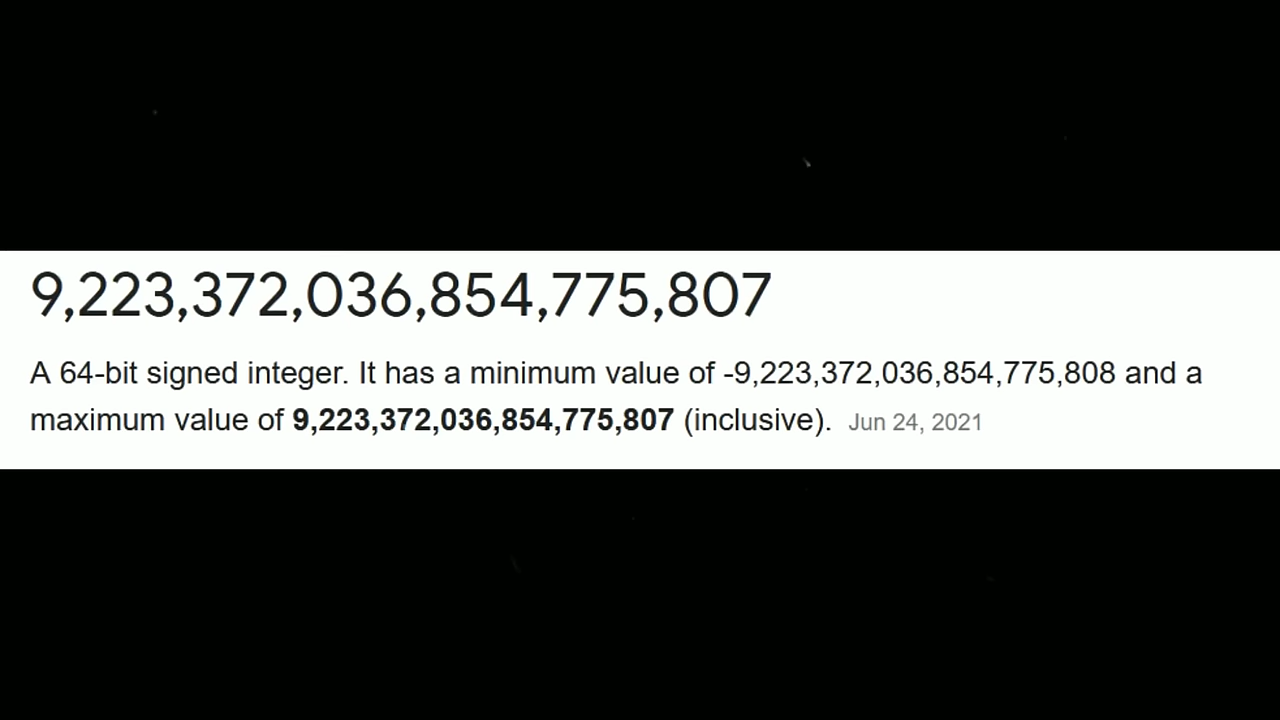 9,223,372,036,854,775,807
A 64-bit signed integer. It has a minimum value of -9,223,372,036,854,775,808 and a
maximum value of 9,223,372,036,854,775,807 (inclusive). Jun 24, 2021